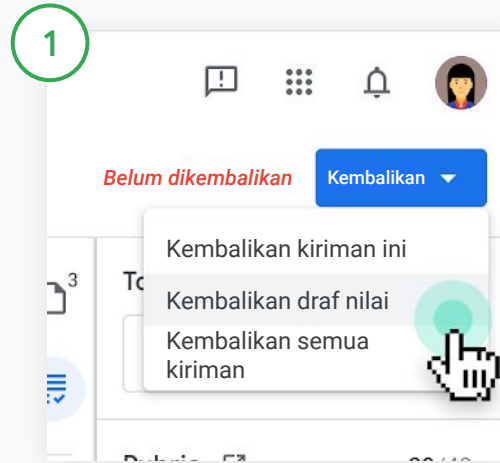 1
Belum dikembalikan
Kembalikan
Kembalikan kiriman ini
3
Kembalikan draf nilai
Kembalikan semua
kiriman